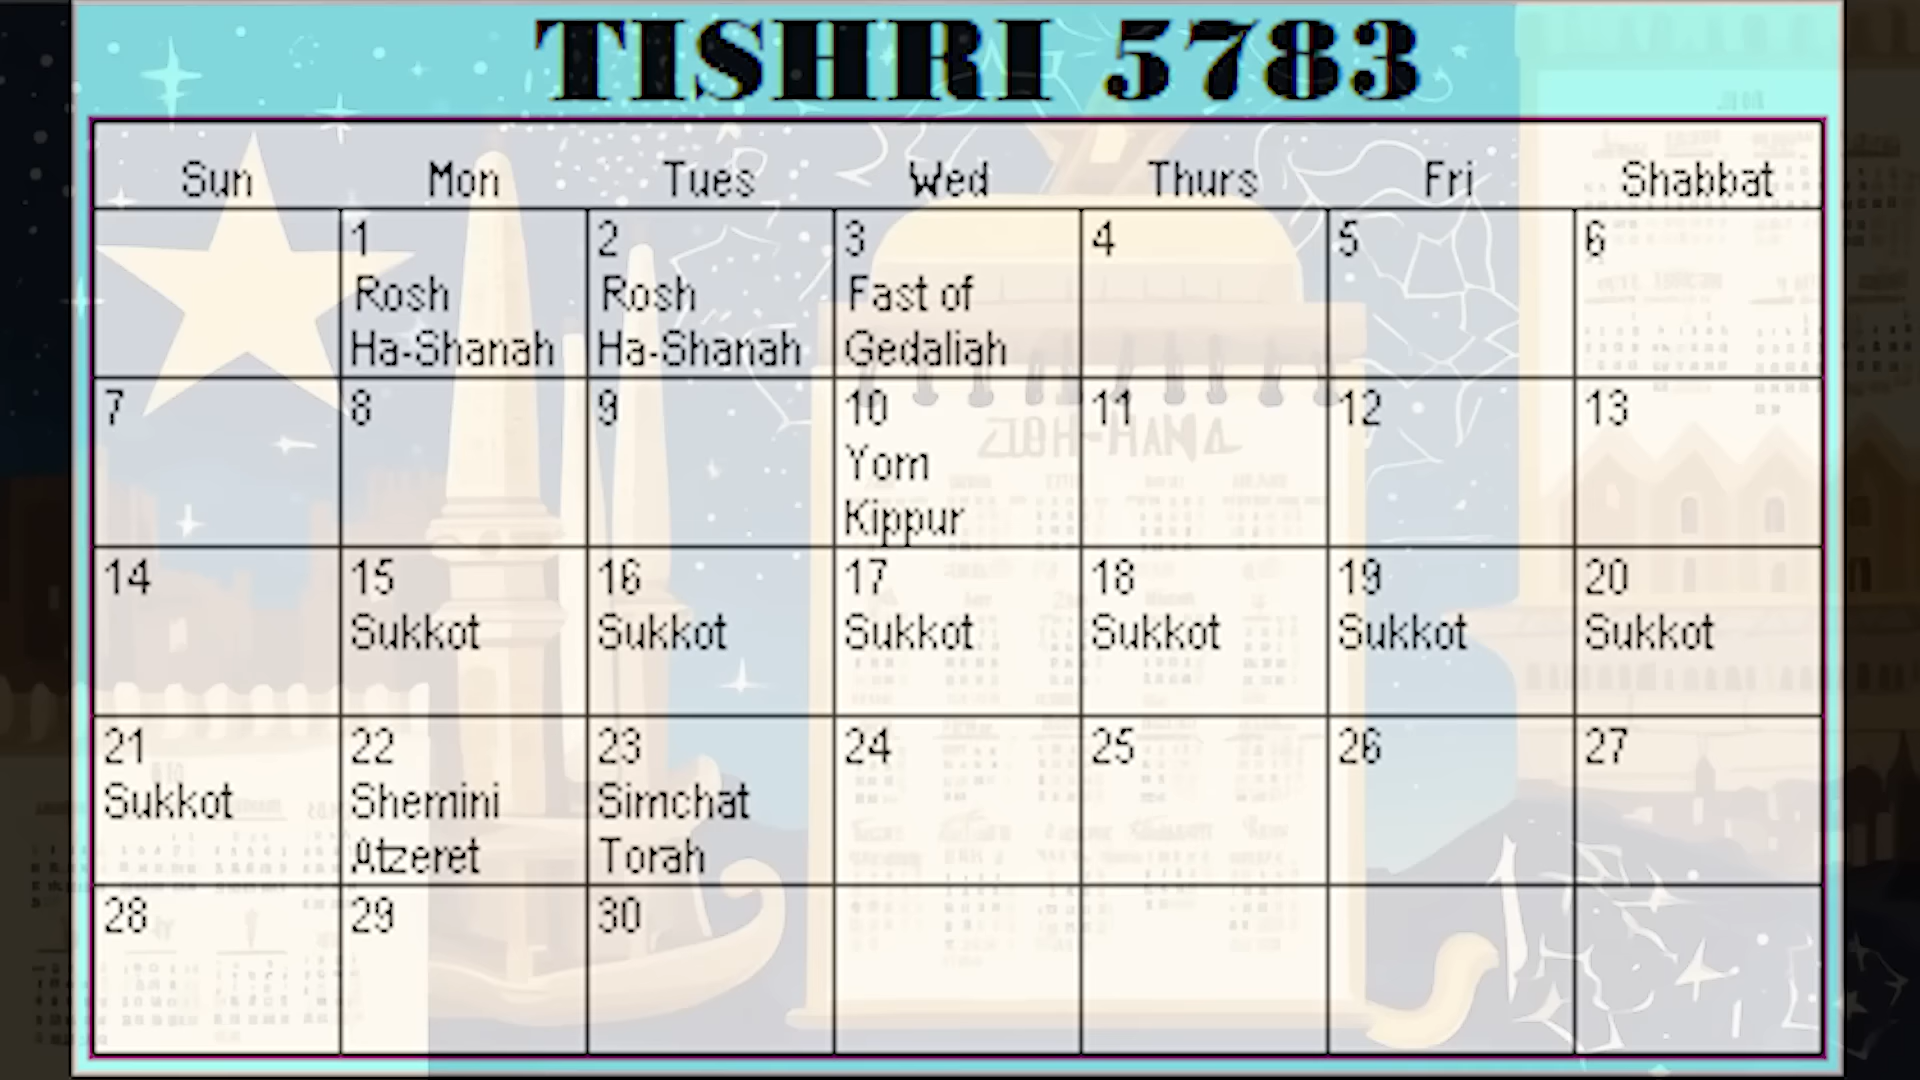 TISHRI 5783
Sun Mon Tues Wed Thurs Fri Shabbat
1 2 3 4 5 6
Rosh Rosh Fast of
Ha-Shanah Ha-Shanah Gedaliah
7 8 9 10 11 12 13
Yom
Kippur
14 15 16 17 18 19 20
Sukkot Sukkot Sukkot Sukkot Sukkot Sukkot
21 22 23 24 25 26 27
Sukkot Shemini Simchat
Atzeret Torah
28 29 30